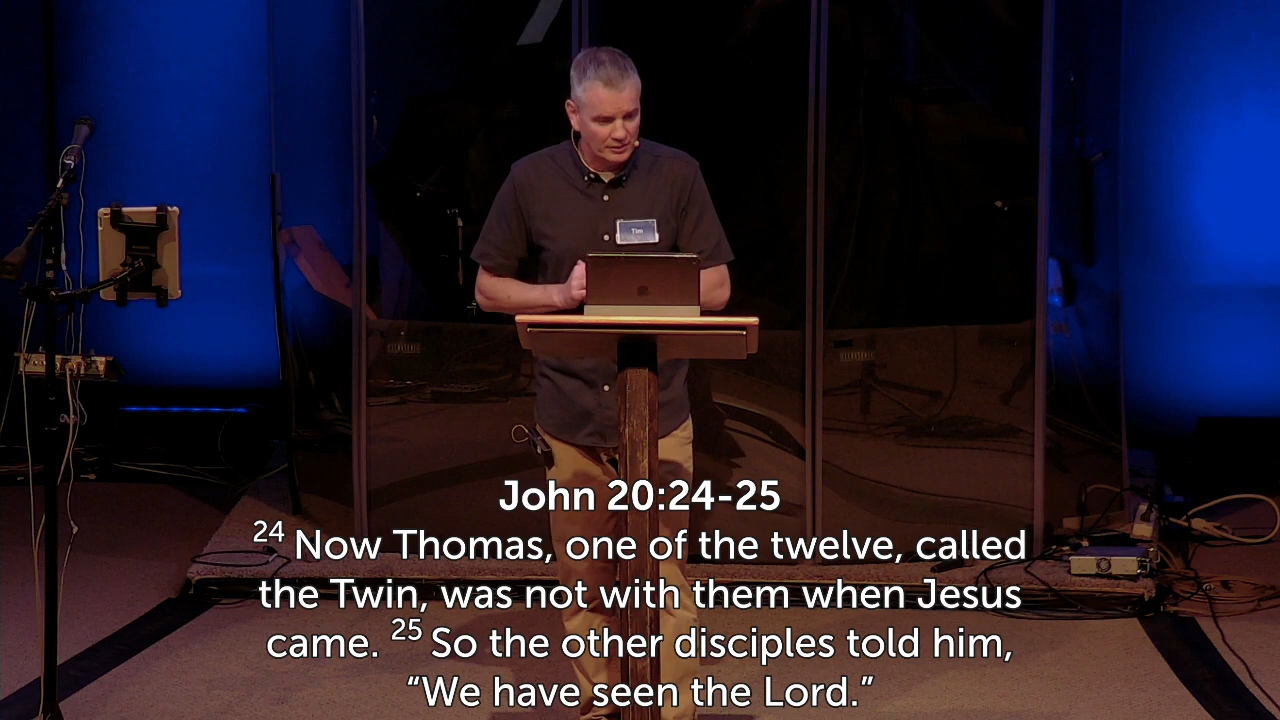 Tim
John 20:24-25
24 Now Thomas, one of the twelve, called
the Twin, was not with them when Jesus
came. 25 So the other disciples told him,
“We have seen the Lord.”